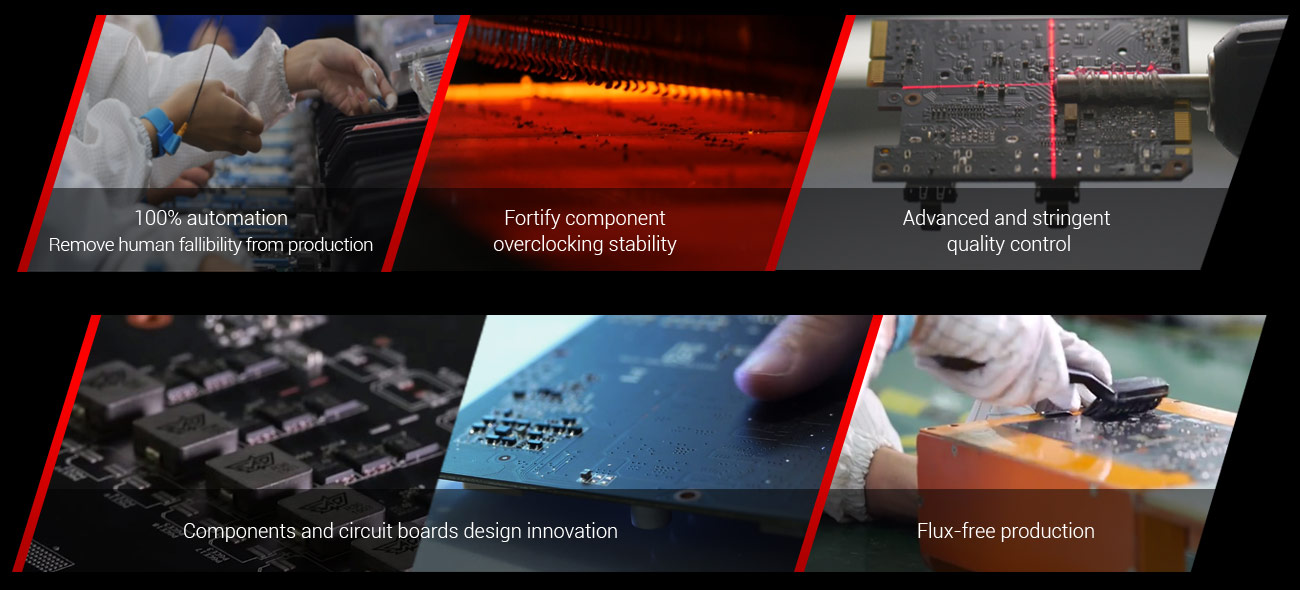 100% automation
Remove human fallibility from production
Fortify component
overclocking stability
Advanced and stringent
quality control
Components and circuit boards design innovation
Flux-free production